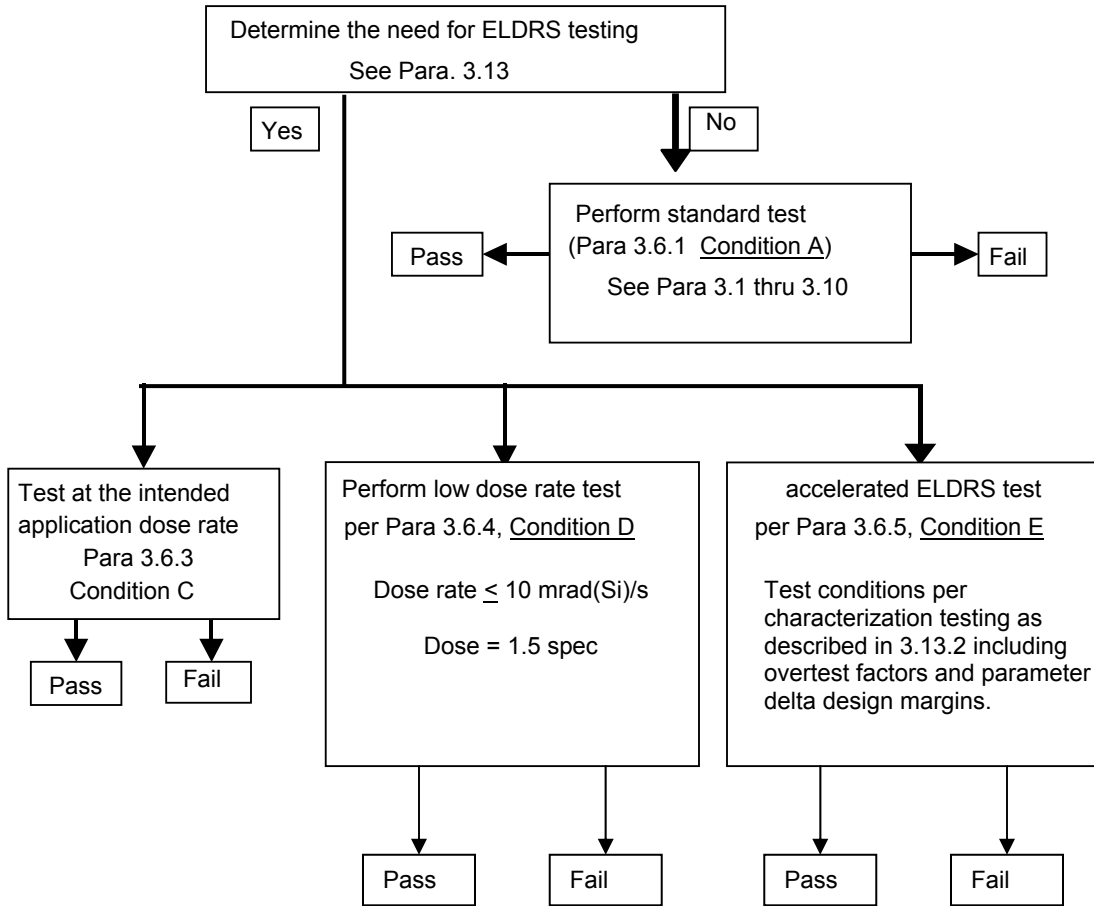 Determine the need for ELDRS testing
See Para. 3.13
Yes
No
Perform standard test
(Para 3.6.1 Condition A)
See Para 3.1 thru 3.10
Pass
Fail
Test at the intended
application dose rate
Para 3.6.3
Condition C
Pass
Fail
Perform low dose rate test
per Para 3.6.4, Condition D
Dose rate ≤ 10 mrad(Si)/s
Dose = 1.5 spec
Pass
Fail
accelerated ELDRS test
per Para 3.6.5, Condition E
Test conditions per
characterization testing as
described in 3.13.2 including
overtest factors and parameter
delta design margins.
Pass
Fail